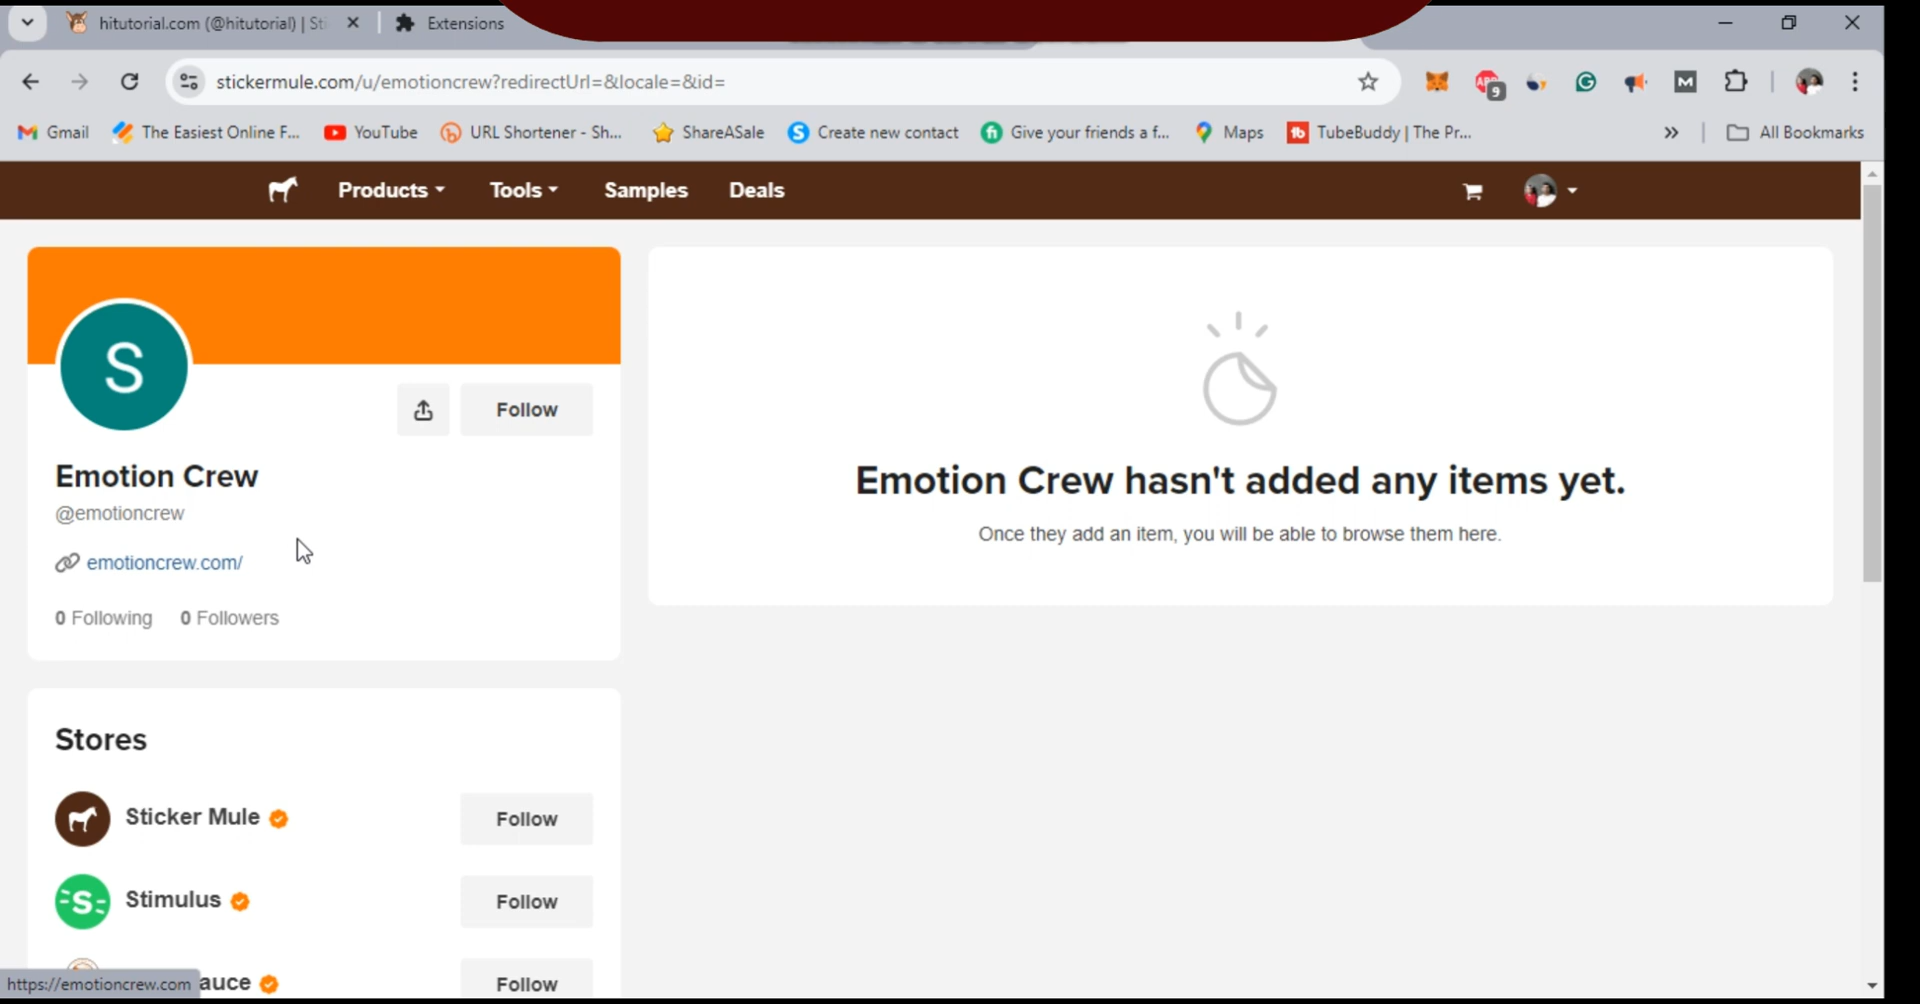 hitutorial.com (@hitutorial) | Sti
Extensions
stickermule.com/u/emotioncrew?redirectUrl=&locale=&id=
9
Gmail
The Easiest Online F...
YouTube
URL Shortener - Sh...
ShareASale
Create new contact
Give your friends a f...
Maps
TubeBuddy | The Pr...
All Bookmarks
Products
Tools
Samples
Deals
S
Follow
Emotion Crew
@emotioncrew
emotioncrew.com/
0 Following 0 Followers
Emotion Crew hasn't added any items yet.
Once they add an item, you will be able to browse them here.
Stores
Sticker Mule
Follow
S
Stimulus
Follow
auce
Follow
https://emotioncrew.com